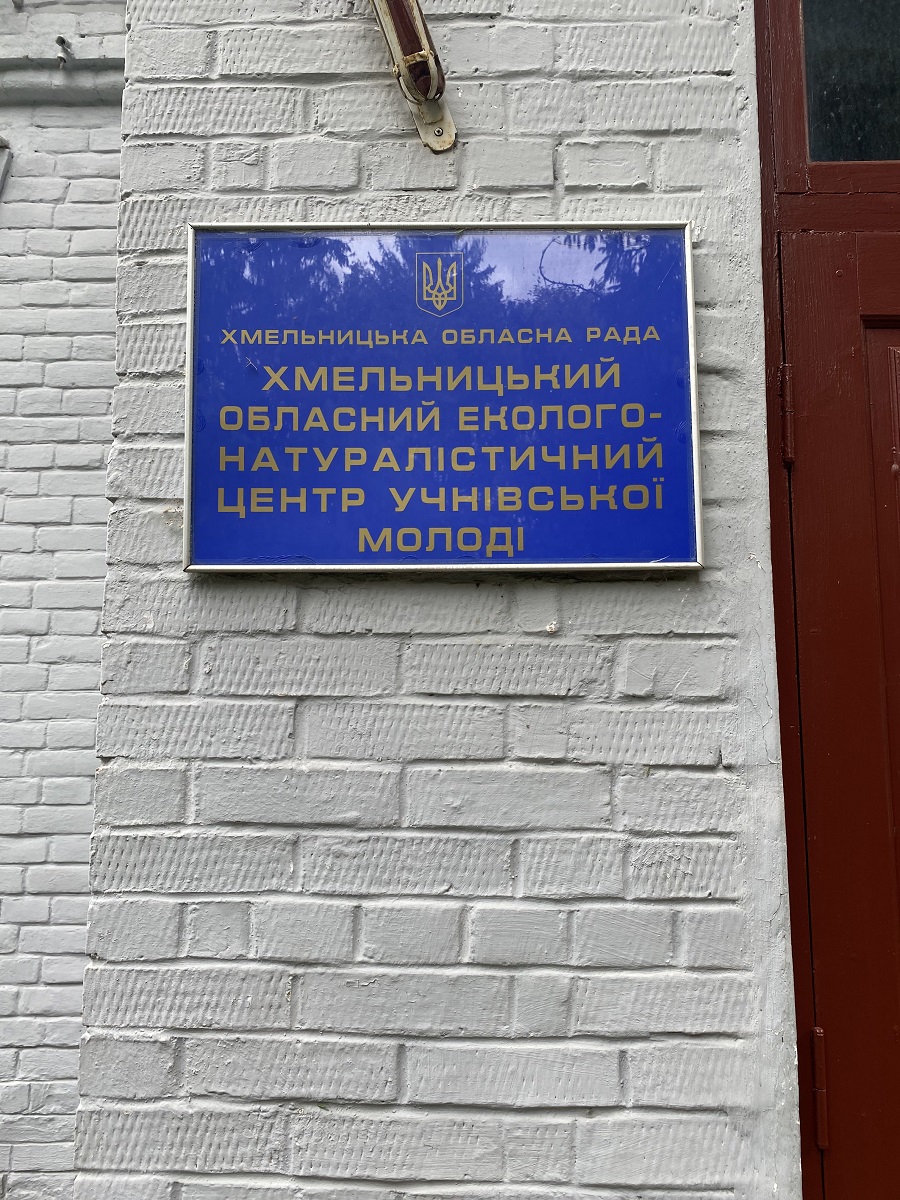 ХМЕЛЬНИЦЬКА ОБЛАСНА РАДА
ХМЕЛЬНИЦЬКИЙ
ОБЛАСНИЙ ЕКОЛОГО-
НАТУРАЛІСТИЧНИЙ
ЦЕНТР УЧНІВСЬКОЇ
МОЛОДІ